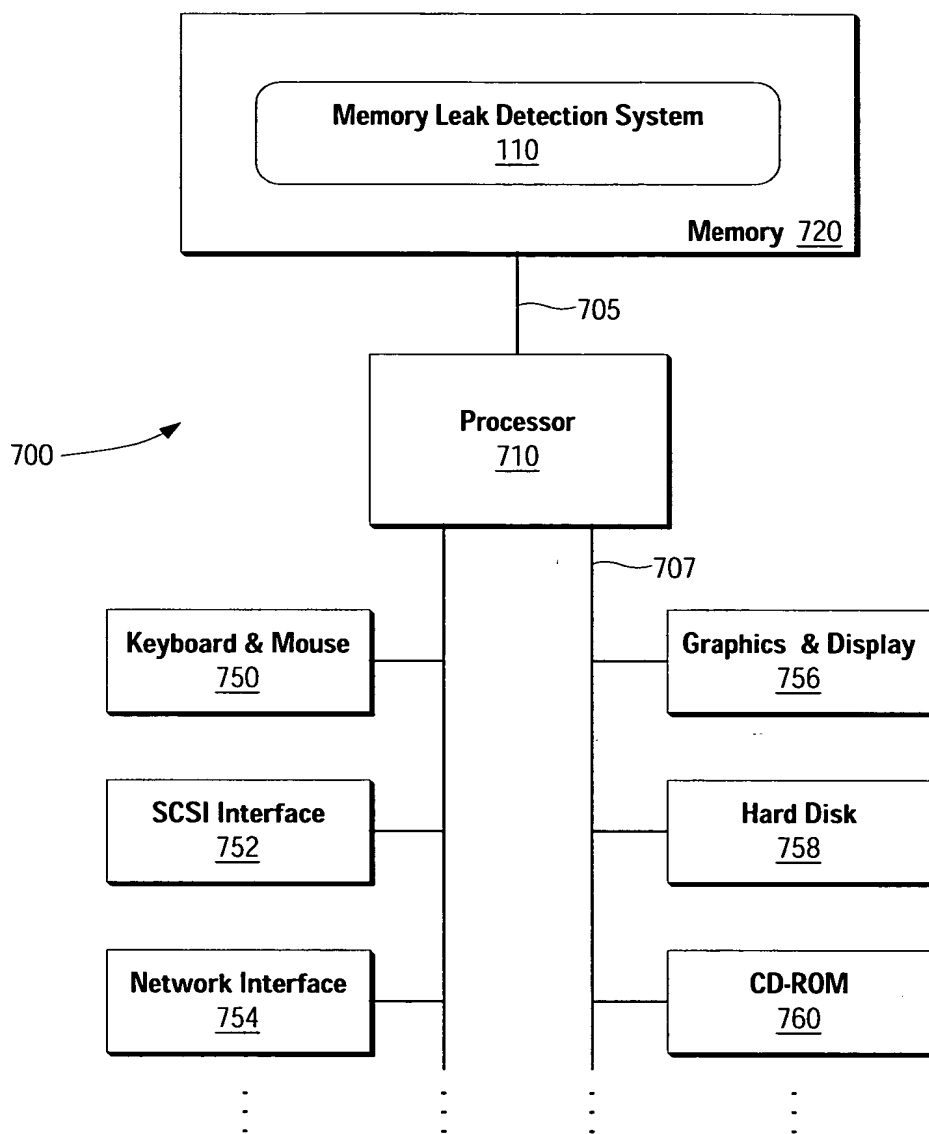 Memory Leak Detection System
110
Memory 720
705
Processor
710
700
707
Keyboard & Mouse
750
Graphics & Display
756
SCSI Interface
752
Hard Disk
758
Network Interface
754
CD-ROM
760